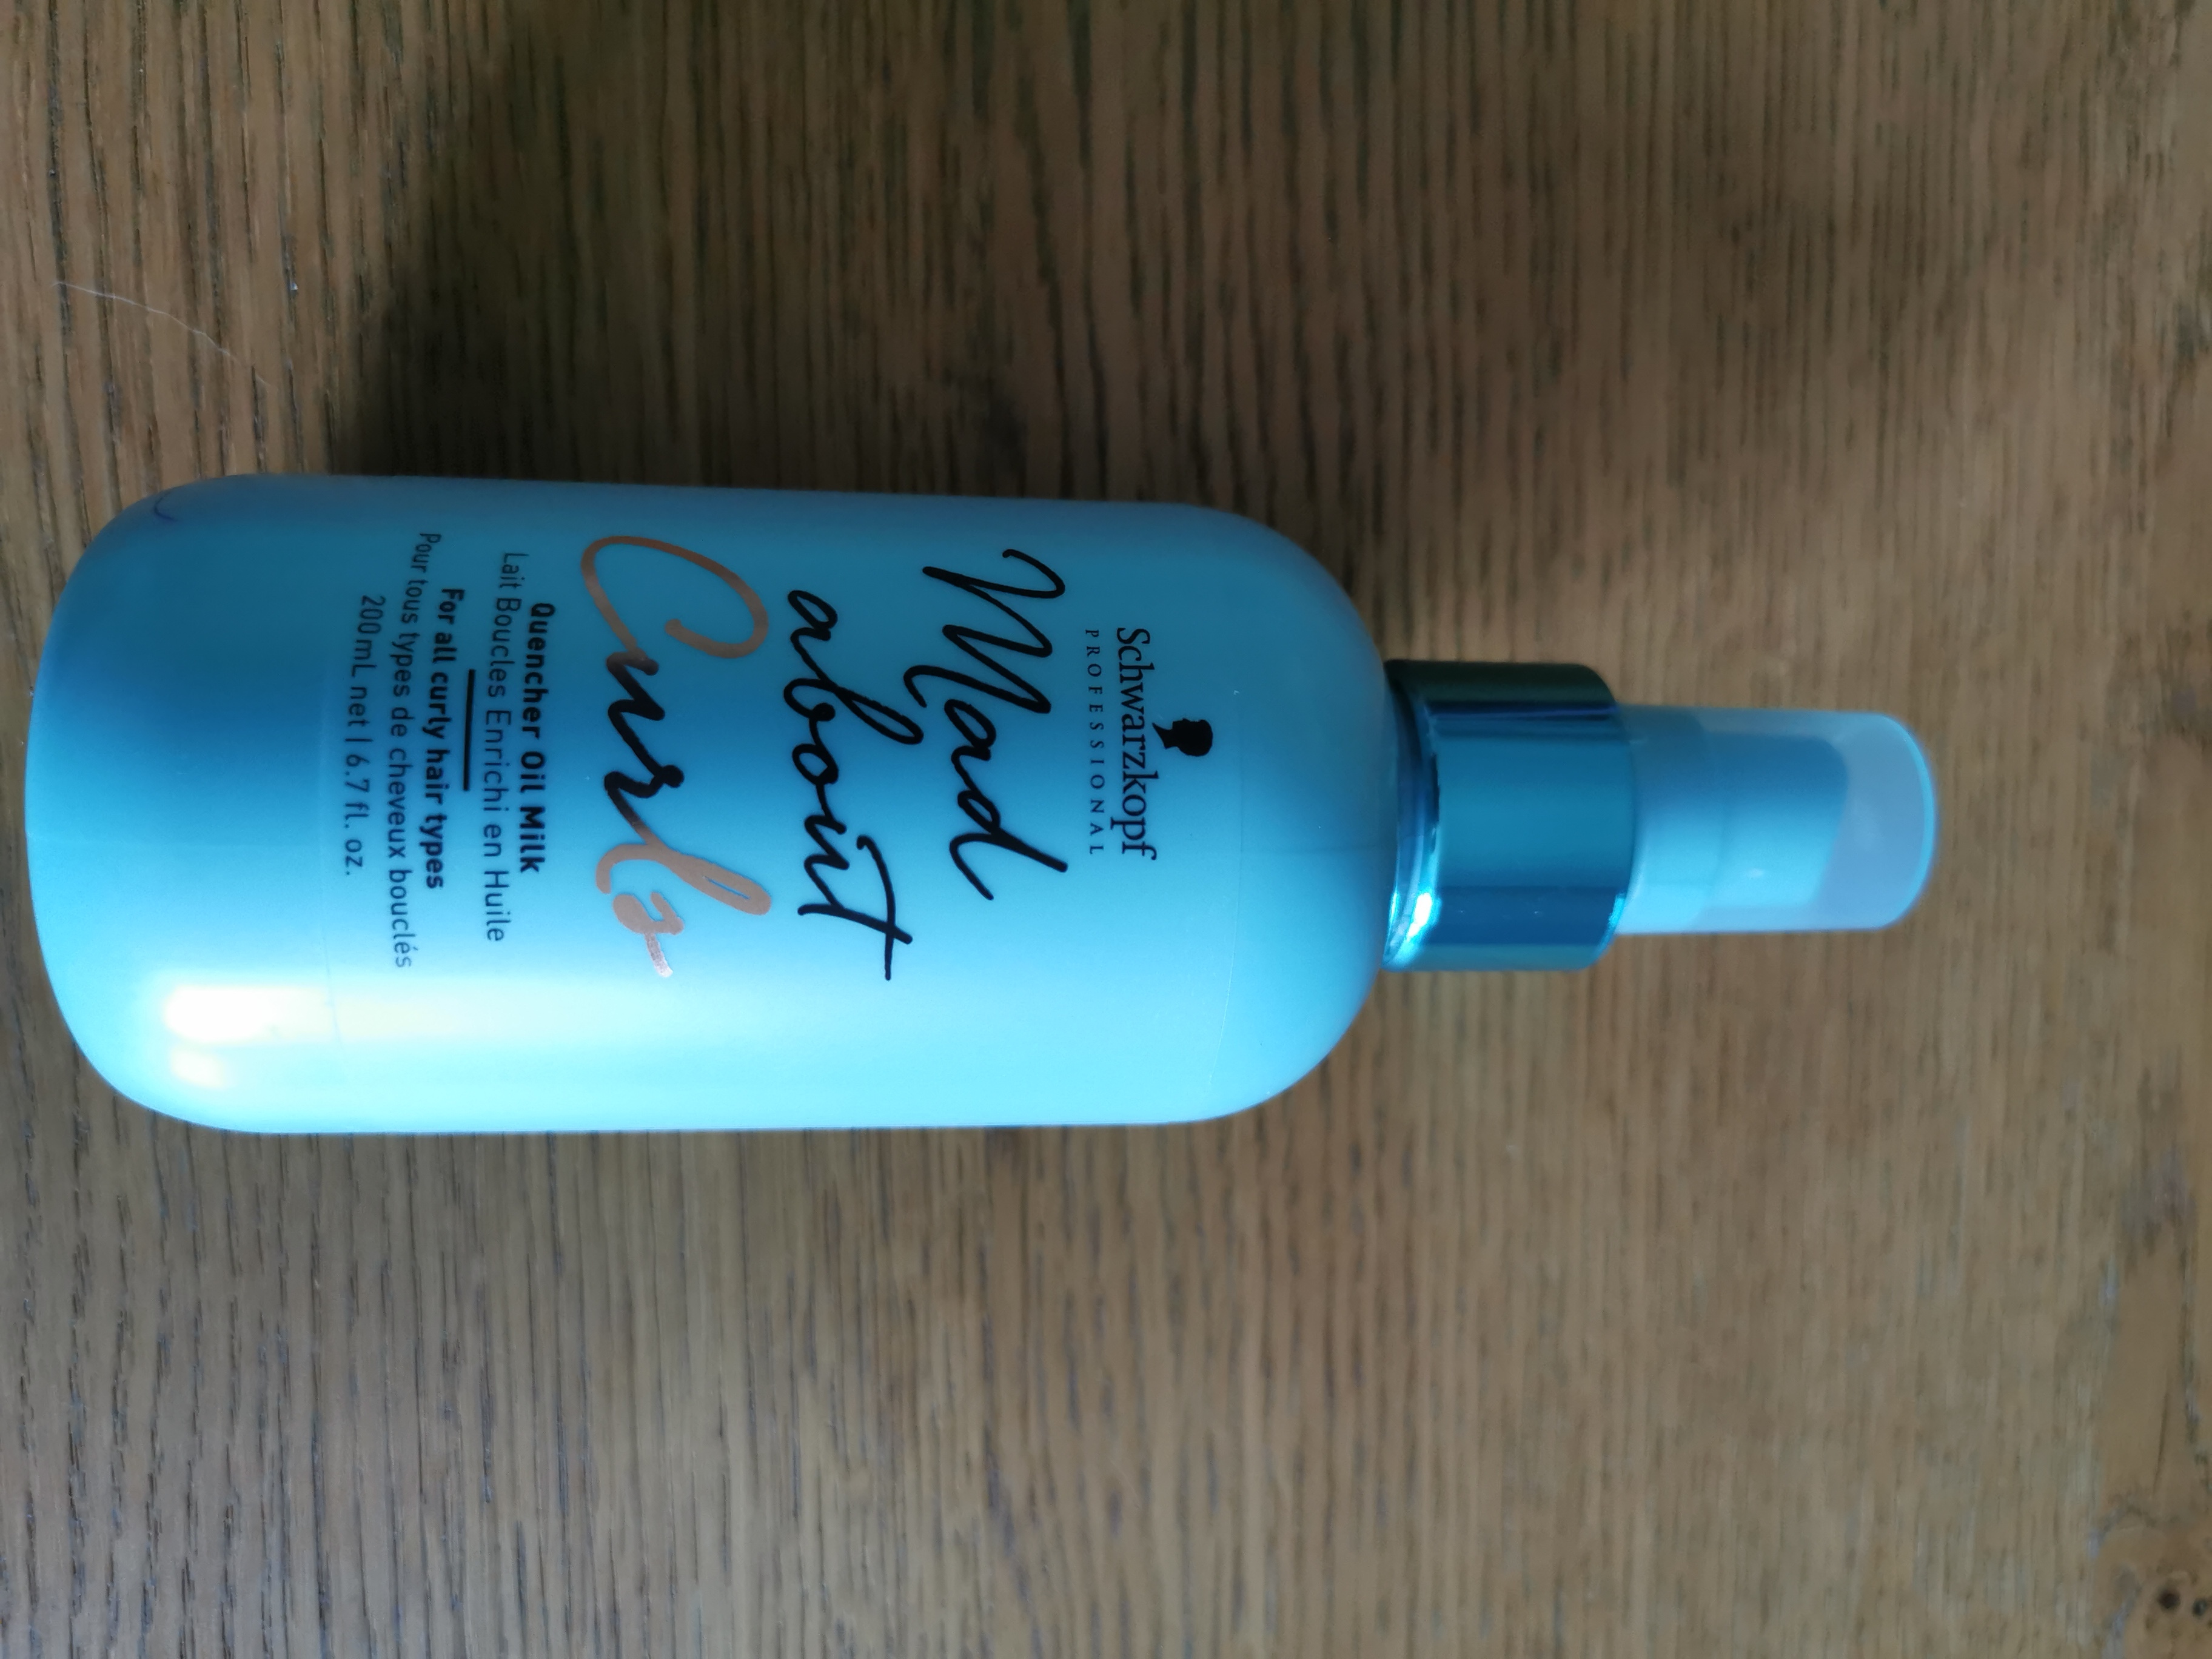 Schwarzkopf
PROFESSIONAL
Mad
about
Curls
Quencher Oil Milk
Lait Boucles Enrichi en Huile
For all curly hair types
Pour tous types de cheveux bouclés
200 mL net | 6.7 fl. oz.